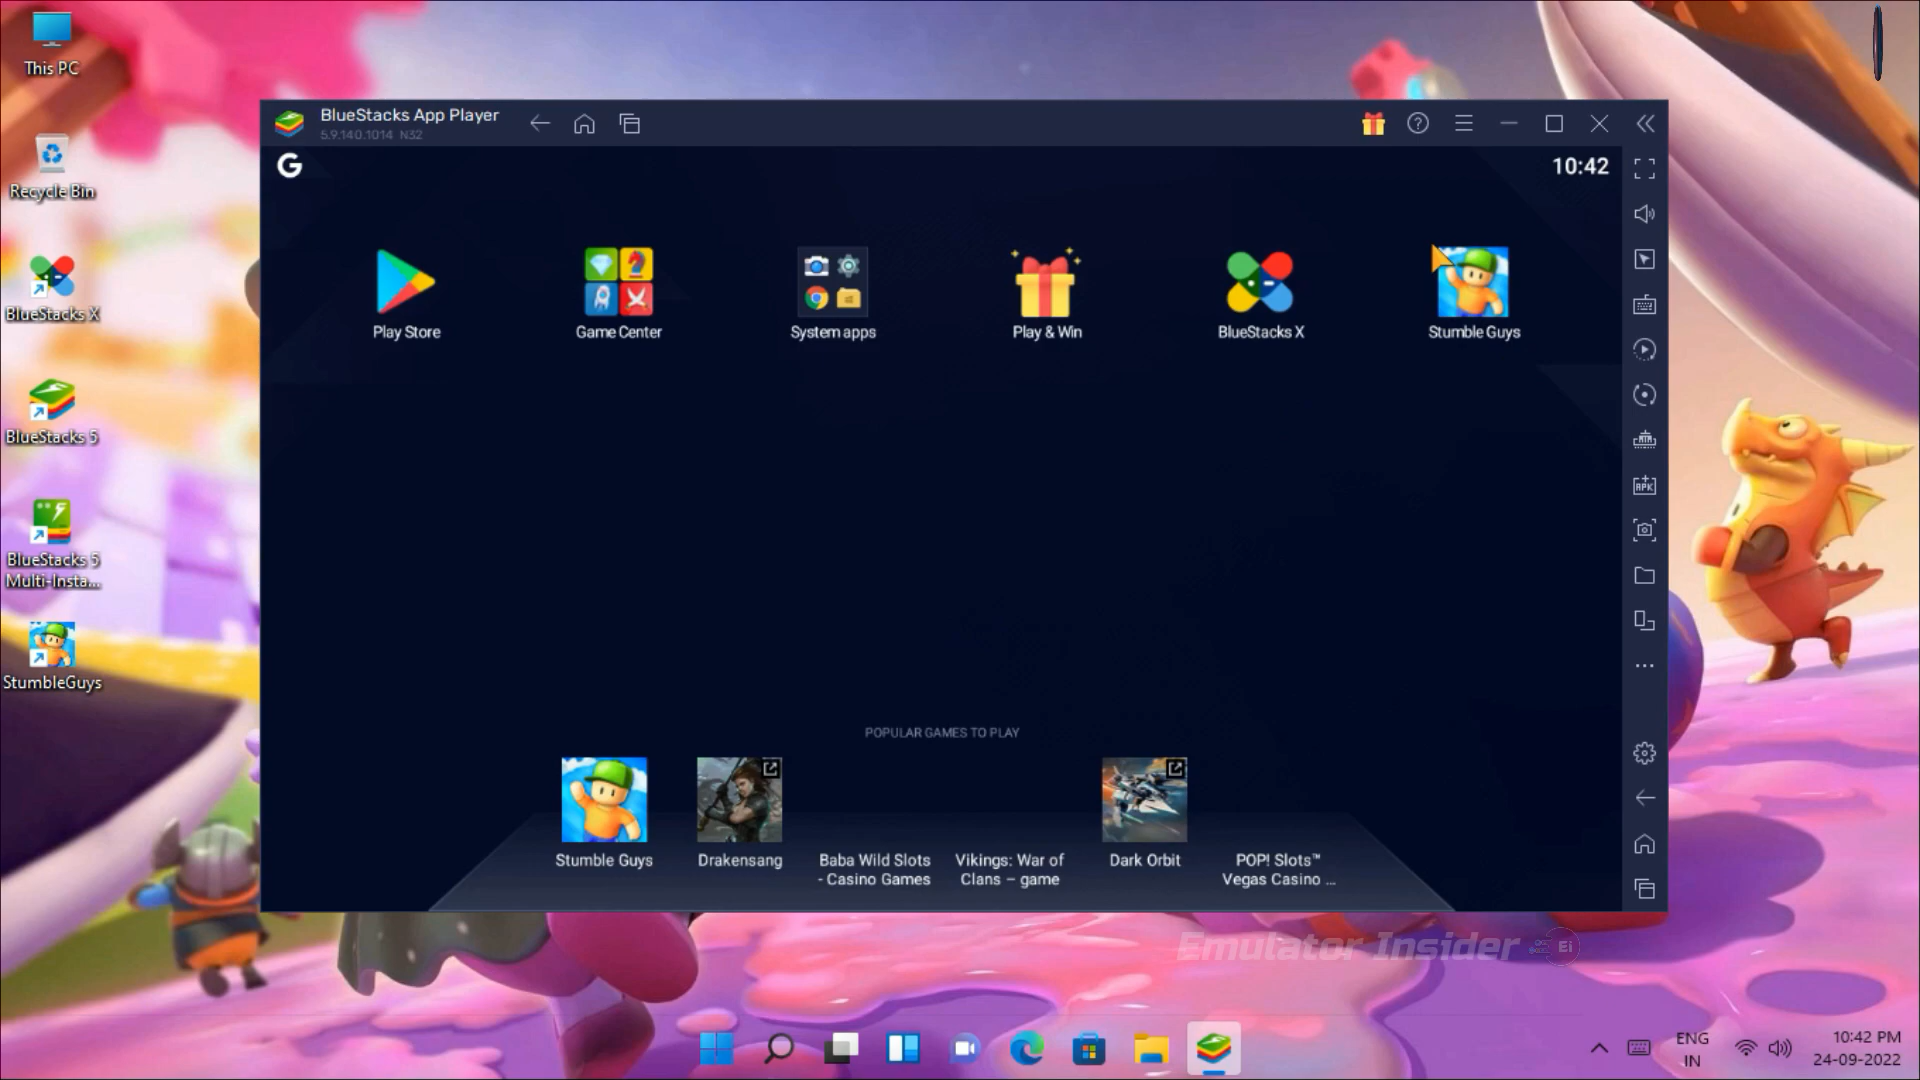 This PC
Recycle Bin
BlueStacks X
BlueStacks 5
BlueStacks 5
Multi-Insta...
StumbleGuys
BlueStacks App Player
5.9.140.1014 N32
G
10:42
Play Store
Game Center
System apps
Play & Win
BlueStacks X
Stumble Guys
APK
POPULAR GAMES TO PLAY
Stumble Guys
Drakensang
Baba Wild Slots
- Casino Games
Vikings: War of
Clans – game
Dark Orbit
POP! Slots™
Vegas Casino ...
Emulator Insider Ei
ENG
IN
10:42 PM
24-09-2022